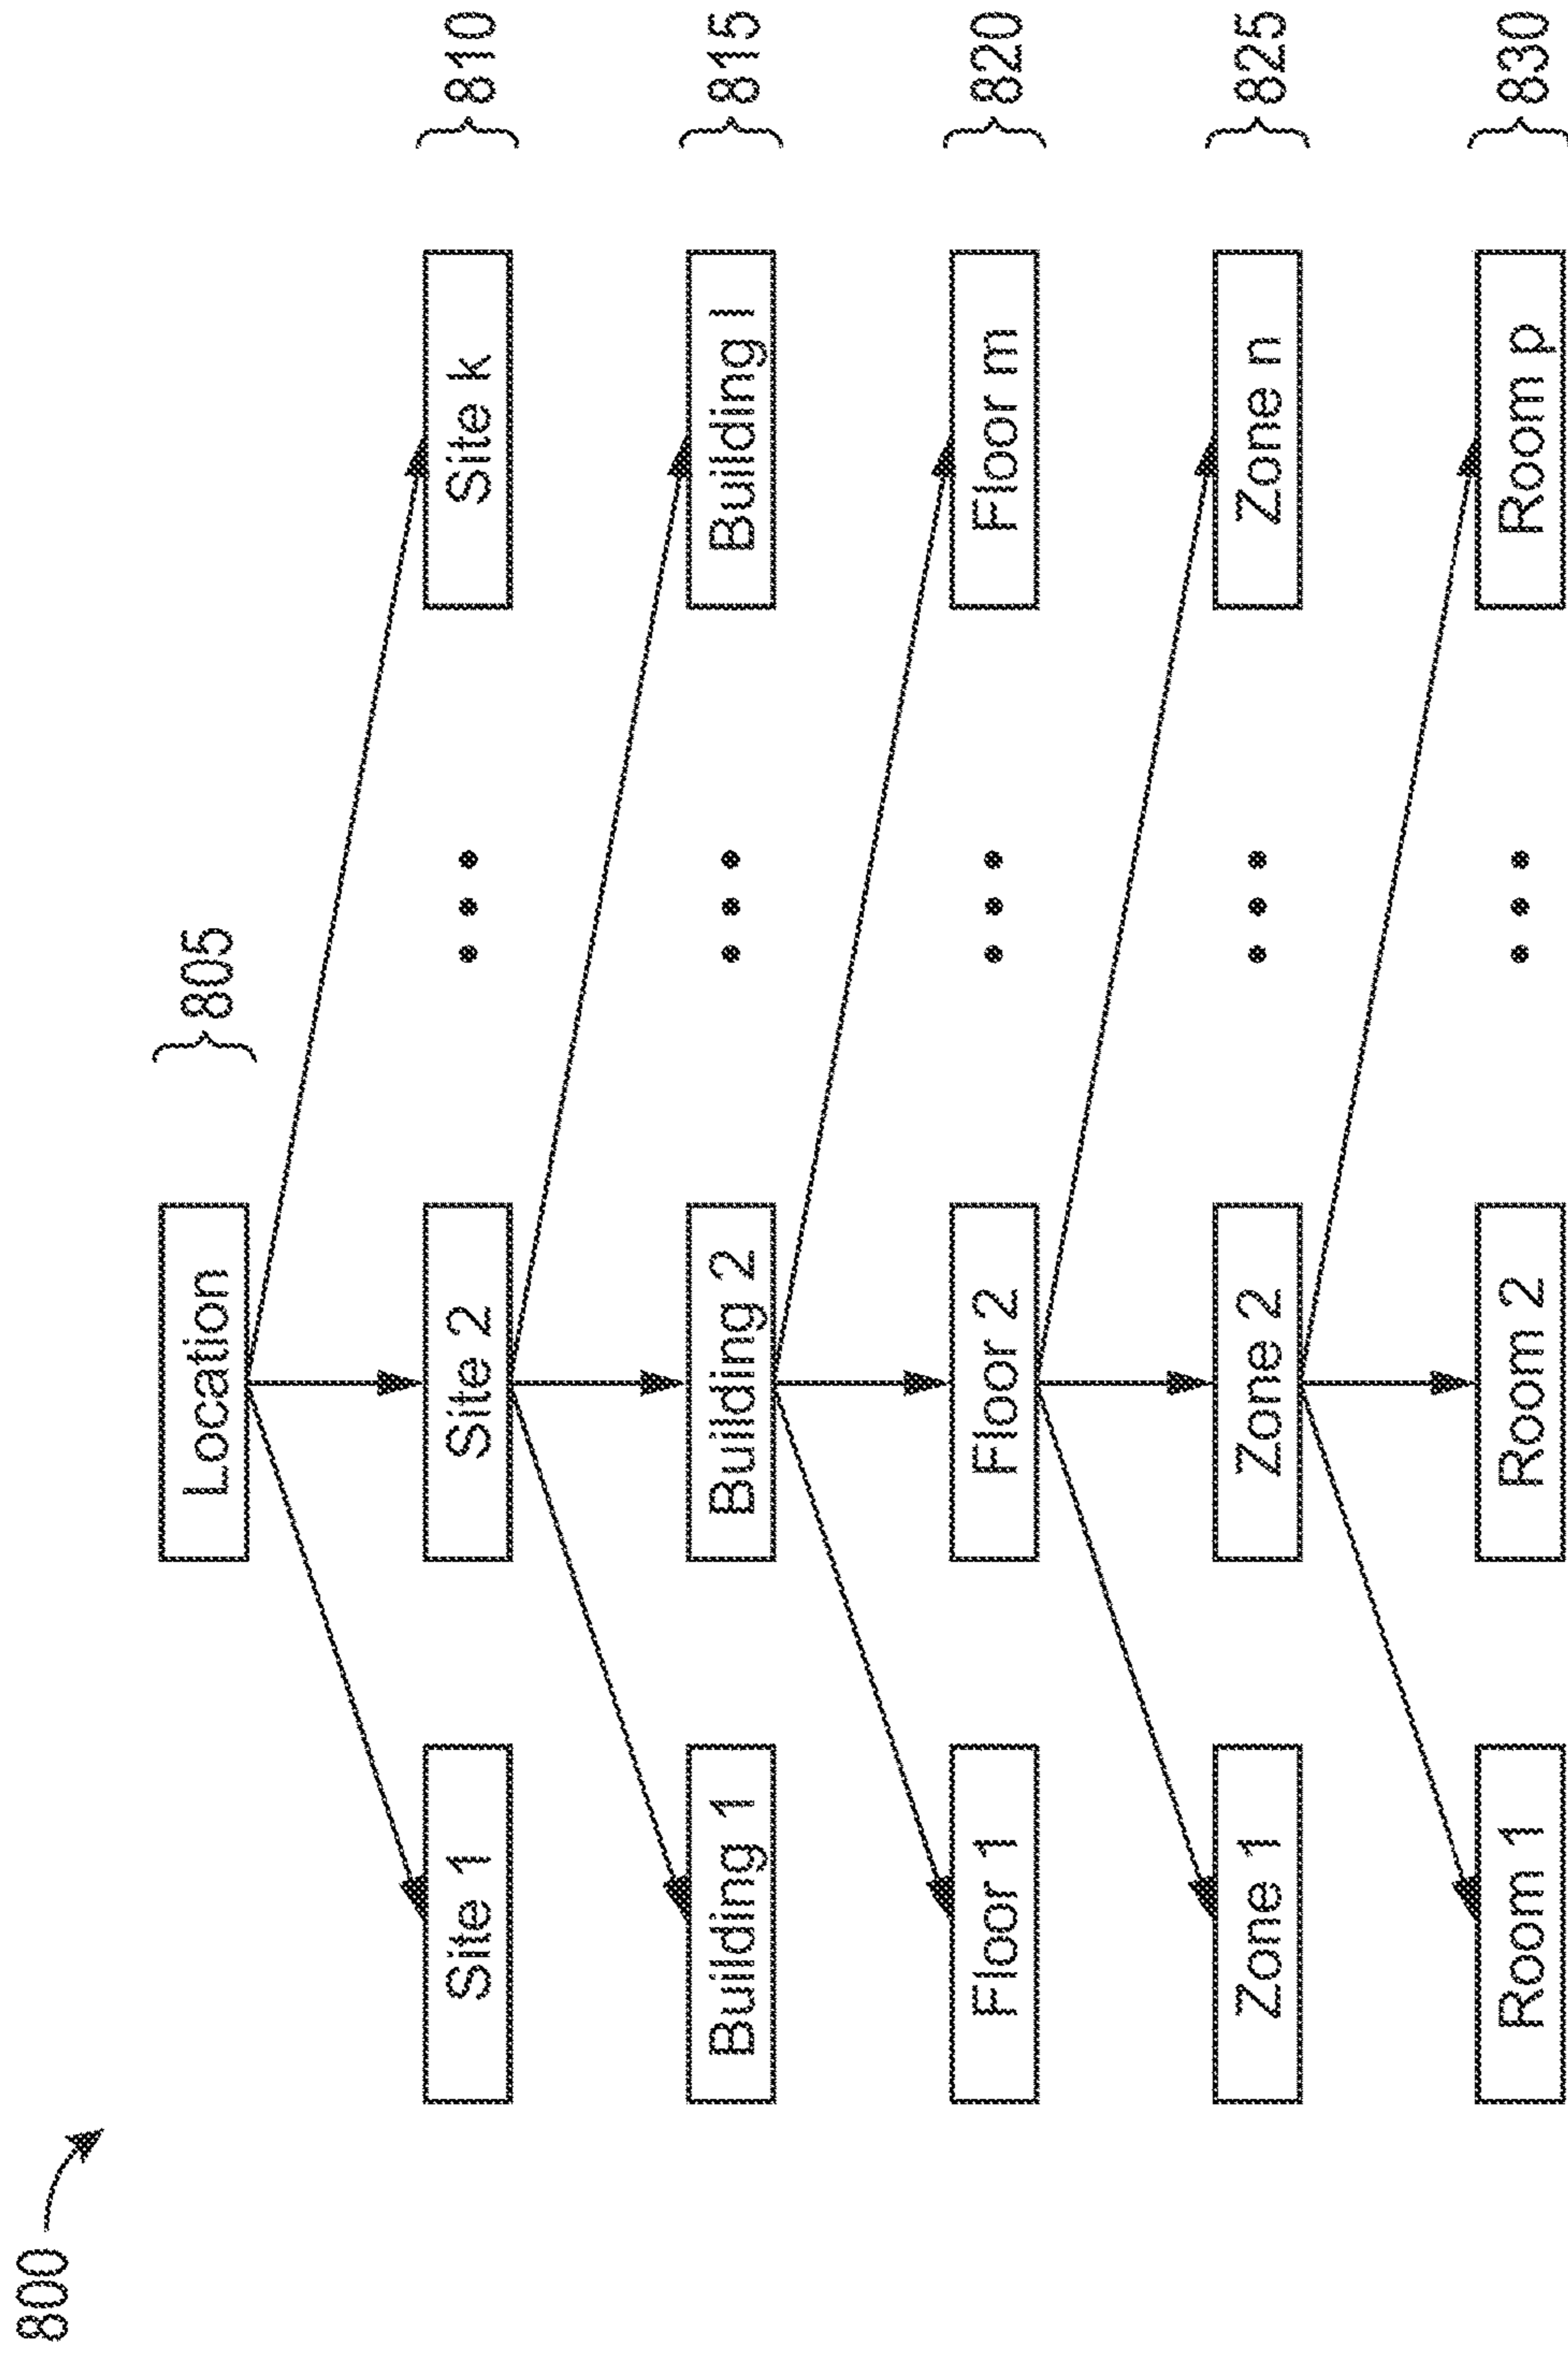 800
Location 805
Site 1 Site 2 Site k 810
Building 1 Building 2 Building l 815
Floor 1 Floor 2 Floor m 820
Zone 1 Zone 2 Zone n 825
Room 1 Room 2 Room p 830